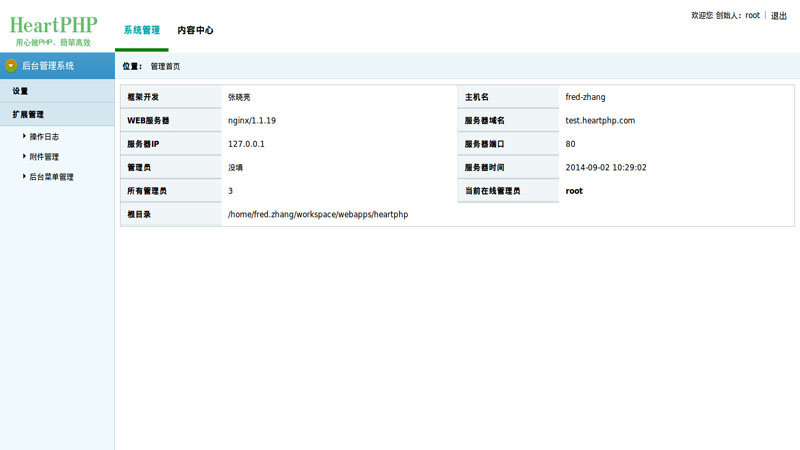 HeartPHP
用心做PHP，简单高效
系统管理 内容中心
欢迎您 创始人：root | 退出
后台管理系统
位置： 管理首页
设置
扩展管理
操作日志
附件管理
后台菜单管理
框架开发 张晓亮 主机名 fred-zhang
WEB服务器 nginx/1.1.19 服务器域名 test.heartphp.com
服务器IP 127.0.0.1 服务器端口 80
管理员 没填 服务器时间 2014-09-02 10:29:02
所有管理员 3 当前在线管理员 root
根目录 /home/fred.zhang/workspace/webapps/heartphp